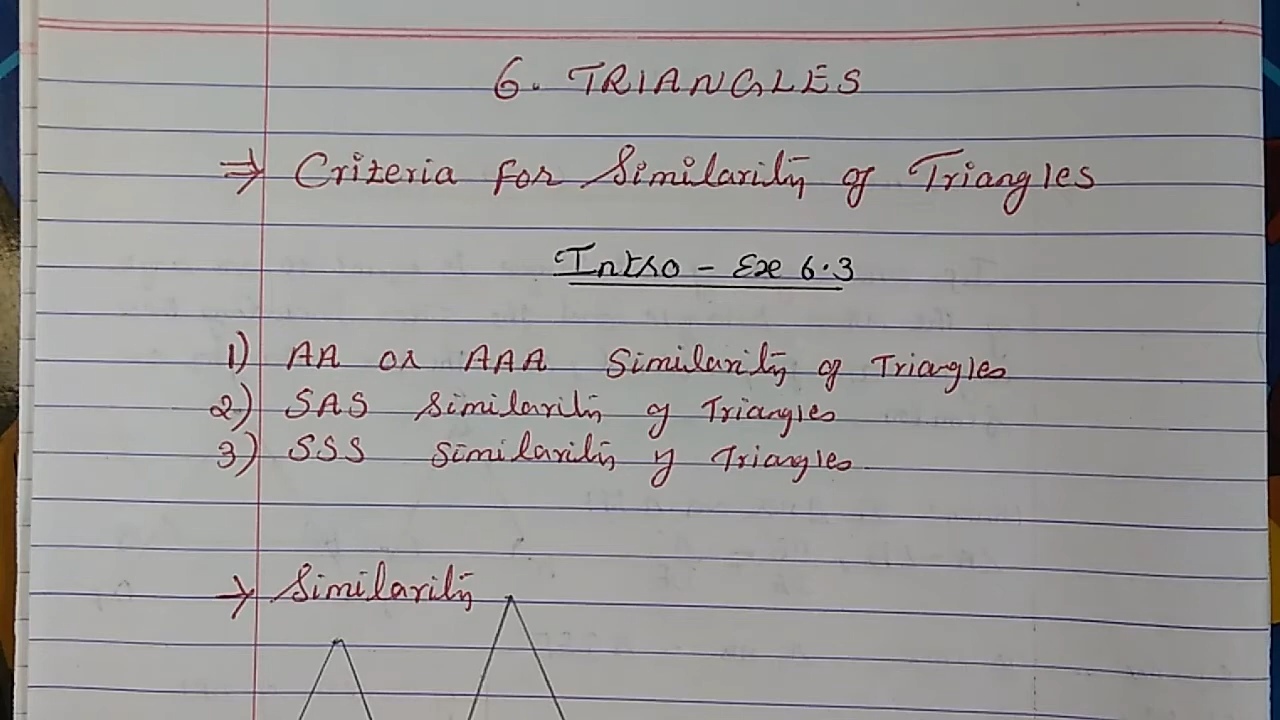 6. TRIANGLES
⇒ Criteria for Similarity of Triangles
Intro - Exe 6.3
1) AA or AAA Similarity of Triangles
2) SAS Similarity of Triangles
3) SSS Similarity of Triangles
→ Similarity